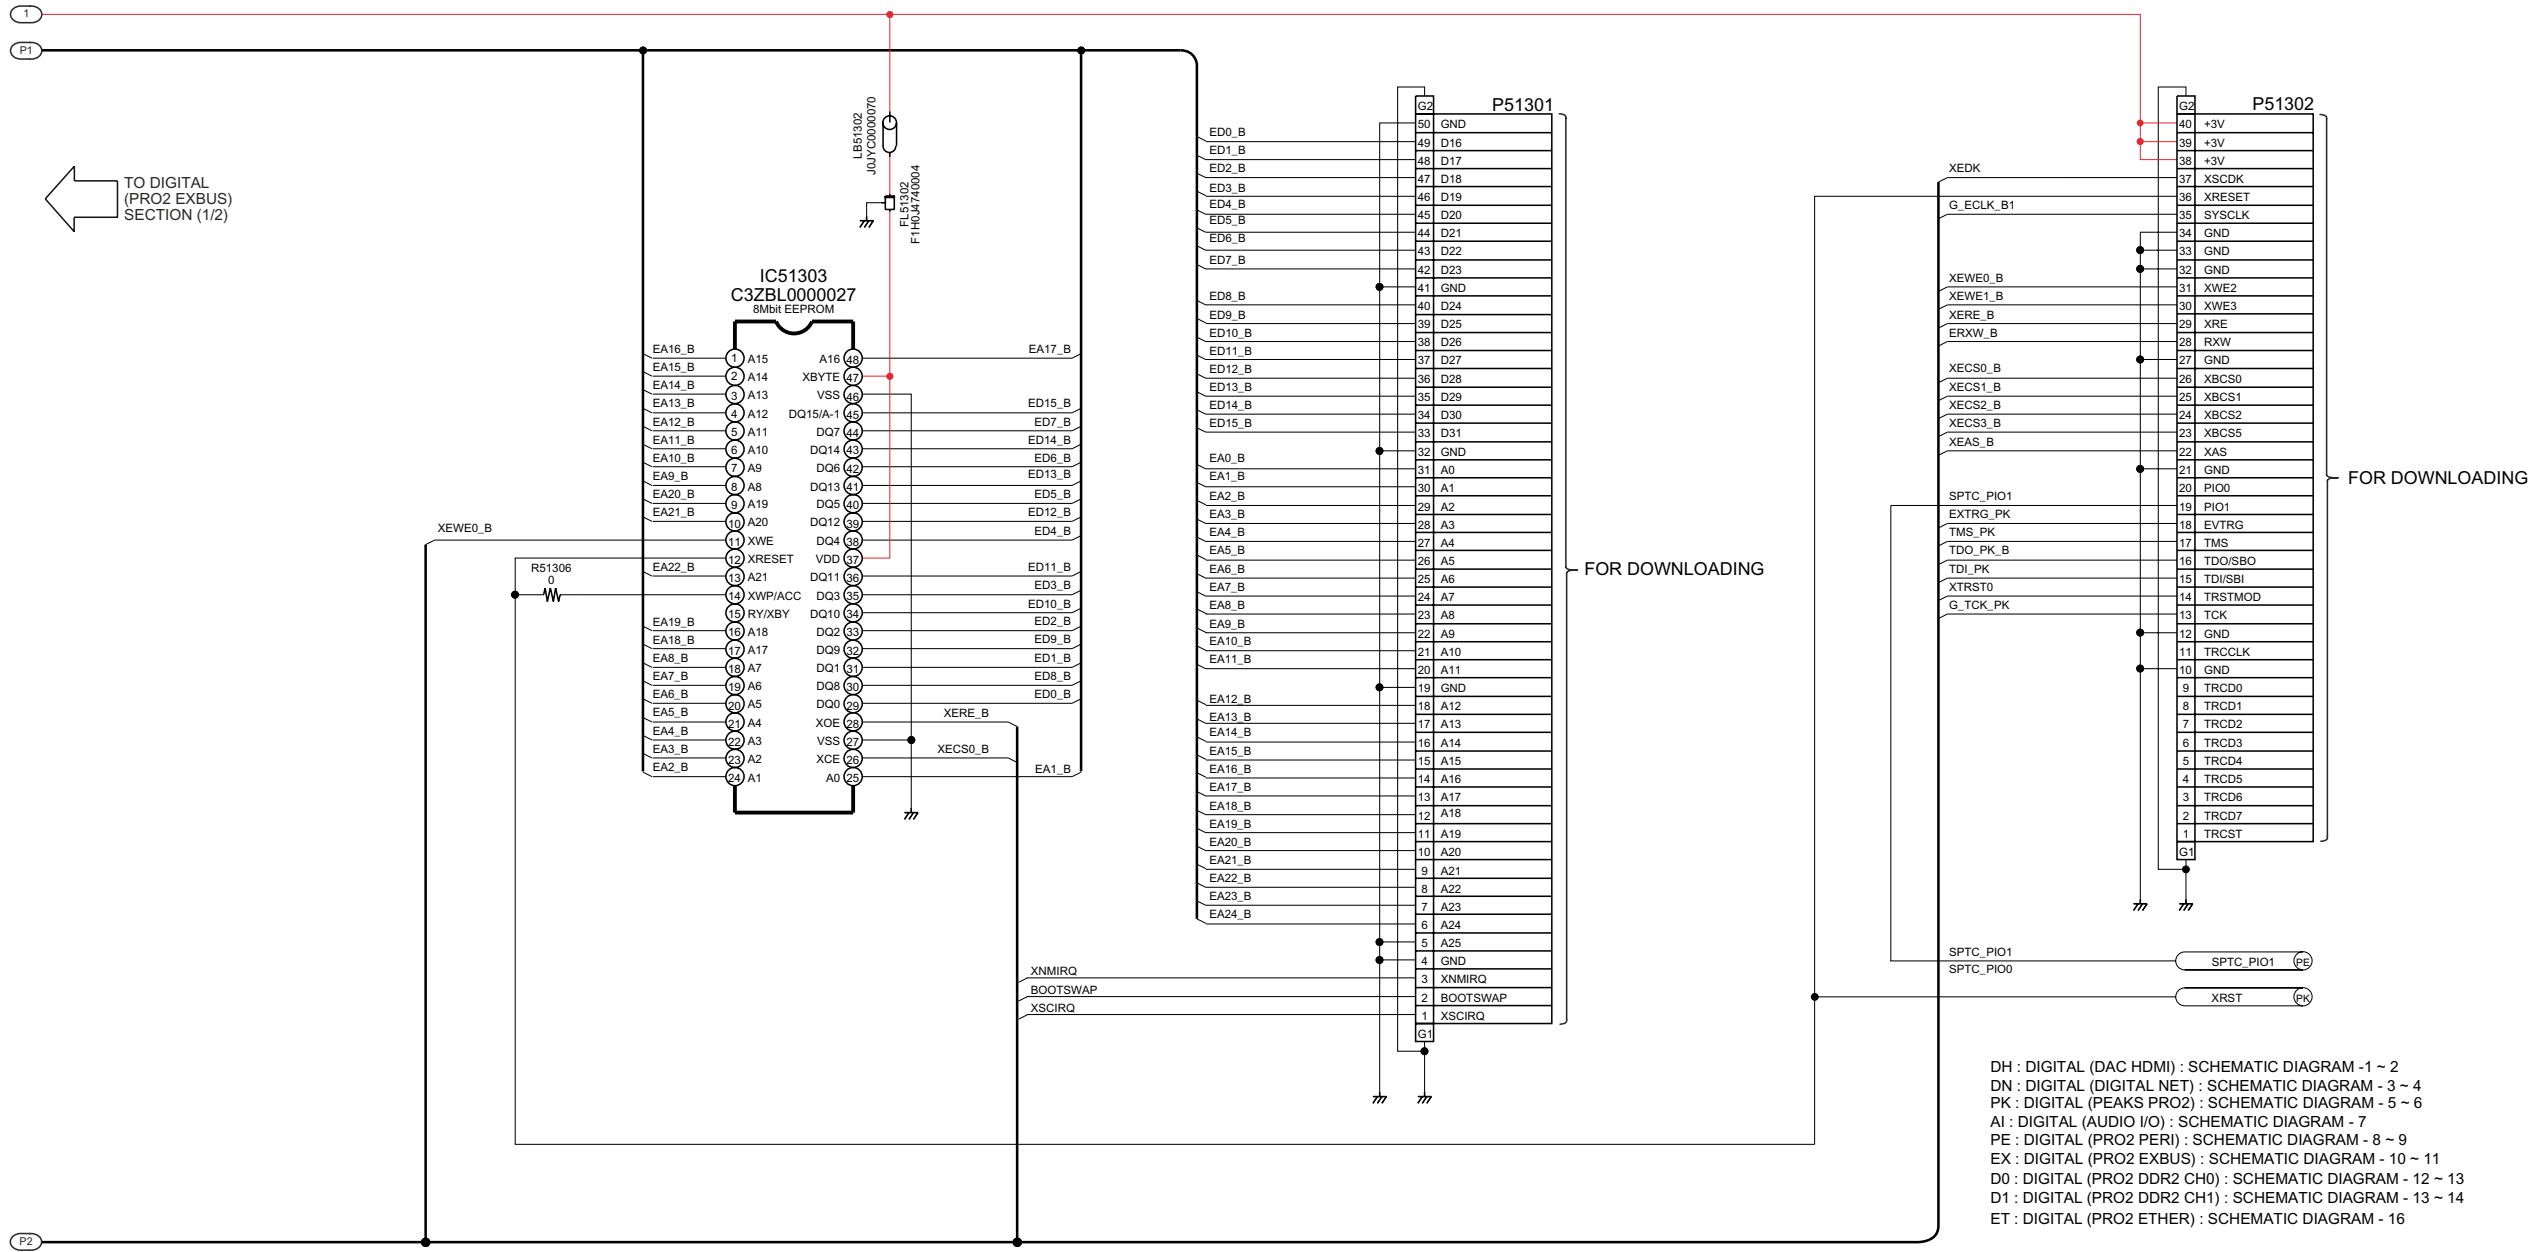 1
P1
TO DIGITAL
(PRO2 EXBUS)
SECTION (1/2)
LB51302
J0JYC0000070
FL51302
F1H0J4740004
IC51303
C3ZBL0000027
8Mbit EEPROM
EA16_B 1 A15
EA15_B 2 A14
EA14_B 3 A13
EA13_B 4 A12
EA12_B 5 A11
EA11_B 6 A10
EA10_B 7 A9
EA9_B 8 A8
EA20_B 9 A19
EA21_B 10 A20
XEWE0_B 11 XWE
12 XRESET
EA22_B 13 A21
R51306
0
14 XWP/ACC
15 RY/XBY
EA19_B 16 A18
EA18_B 17 A17
EA8_B 18 A7
EA7_B 19 A6
EA6_B 20 A5
EA5_B 21 A4
EA4_B 22 A3
EA3_B 23 A2
EA2_B 24 A1
A16 48 EA17_B
XBYTE 47
VSS 46
DQ15/A-1 45 ED15_B
DQ7 44 ED7_B
DQ14 43 ED14_B
DQ6 42 ED6_B
DQ13 41 ED13_B
DQ5 40 ED5_B
DQ12 39 ED12_B
DQ4 38 ED4_B
VDD 37
DQ11 36 ED11_B
DQ3 35 ED3_B
DQ10 34 ED10_B
DQ2 33 ED2_B
DQ9 32 ED9_B
DQ1 31 ED1_B
DQ8 30 ED8_B
DQ0 29 ED0_B
XOE 28 XERE_B
VSS 27
XCE 26 XECS0_B
A0 25 EA1_B
P51301
G2
50 GND
ED0_B 49 D16
ED1_B 48 D17
ED2_B 47 D18
ED3_B 46 D19
ED4_B 45 D20
ED5_B 44 D21
ED6_B 43 D22
ED7_B 42 D23
41 GND
ED8_B 40 D24
ED9_B 39 D25
ED10_B 38 D26
ED11_B 37 D27
ED12_B 36 D28
ED13_B 35 D29
ED14_B 34 D30
ED15_B 33 D31
32 GND
EA0_B 31 A0
EA1_B 30 A1
EA2_B 29 A2
EA3_B 28 A3
EA4_B 27 A4
EA5_B 26 A5
EA6_B 25 A6
EA7_B 24 A7
EA8_B 23 A8
EA9_B 22 A9
EA10_B 21 A10
EA11_B 20 A11
19 GND
EA12_B 18 A12
EA13_B 17 A13
EA14_B 16 A14
EA15_B 15 A15
EA16_B 14 A16
EA17_B 13 A17
EA18_B 12 A18
EA19_B 11 A19
EA20_B 10 A20
EA21_B 9 A21
EA22_B 8 A22
EA23_B 7 A23
EA24_B 6 A24
5 A25
4 GND
XNMIRQ 3 XNMIRQ
BOOTSWAP 2 BOOTSWAP
XSCIRQ 1 XSCIRQ
G1
FOR DOWNLOADING
P51302
G2
40 +3V
39 +3V
38 +3V
XEDK 37 XSCDK
36 XRESET
G_ECLK_B1 35 SYSCLK
34 GND
33 GND
32 GND
XEWE0_B 31 XWE2
XEWE1_B 30 XWE3
XERE_B 29 XRE
ERXW_B 28 RXW
27 GND
XECS0_B 26 XBCS0
XECS1_B 25 XBCS1
XECS2_B 24 XBCS2
XECS3_B 23 XBCS5
XEAS_B 22 XAS
21 GND
20 PIO0
SPTC_PIO1 19 PIO1
EXTRG_PK 18 EVTRG
TMS_PK 17 TMS
TDO_PK_B 16 TDO/SBO
TDI_PK 15 TDI/SBI
XTRST0 14 TRSTMOD
G_TCK_PK 13 TCK
12 GND
11 TRCCLK
10 GND
9 TRCD0
8 TRCD1
7 TRCD2
6 TRCD3
5 TRCD4
4 TRCD5
3 TRCD6
2 TRCD7
1 TRCST
G1
FOR DOWNLOADING
SPTC_PIO1 SPTC_PIO1 PE
SPTC_PIO0
XRST PK
DH : DIGITAL (DAC HDMI) : SCHEMATIC DIAGRAM -1 ~ 2
DN : DIGITAL (DIGITAL NET) : SCHEMATIC DIAGRAM - 3 ~ 4
PK : DIGITAL (PEAKS PRO2) : SCHEMATIC DIAGRAM - 5 ~ 6
AI : DIGITAL (AUDIO I/O) : SCHEMATIC DIAGRAM - 7
PE : DIGITAL (PRO2 PERI) : SCHEMATIC DIAGRAM - 8 ~ 9
EX : DIGITAL (PRO2 EXBUS) : SCHEMATIC DIAGRAM - 10 ~ 11
D0 : DIGITAL (PRO2 DDR2 CH0) : SCHEMATIC DIAGRAM - 12 ~ 13
D1 : DIGITAL (PRO2 DDR2 CH1) : SCHEMATIC DIAGRAM - 13 ~ 14
ET : DIGITAL (PRO2 ETHER) : SCHEMATIC DIAGRAM - 16
P2